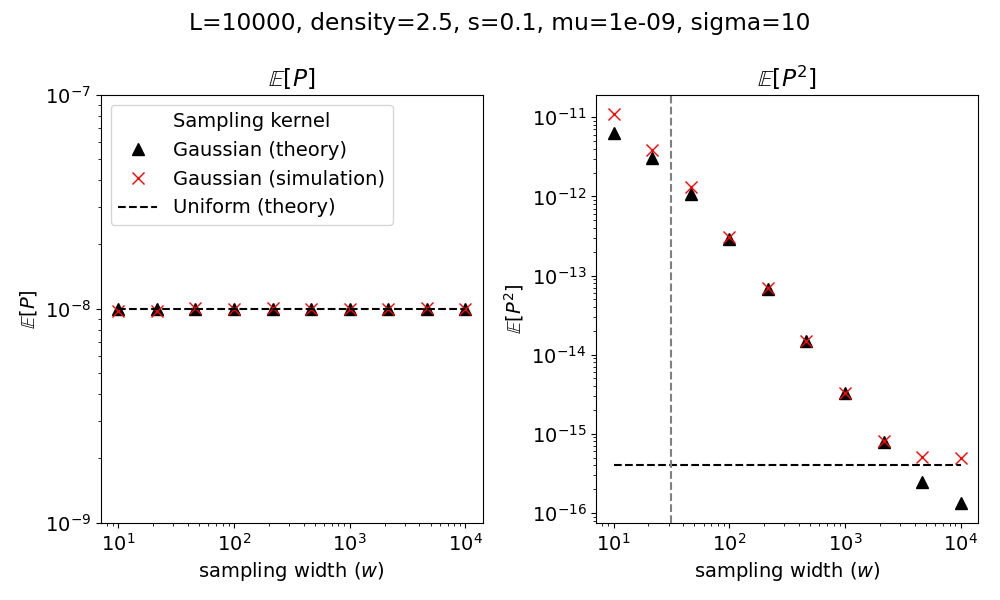 L=10000, density=2.5, s=0.1, mu=1e-09, sigma=10
𝔼[P]
10⁻⁷
10⁻⁸
10⁻⁹
𝔼[P]
Sampling kernel
Gaussian (theory)
Gaussian (simulation)
Uniform (theory)
10¹ 10² 10³ 10⁴
sampling width (w)
𝔼[P²]
10⁻¹¹
10⁻¹²
10⁻¹³
10⁻¹⁴
10⁻¹⁵
10⁻¹⁶
𝔼[P²]
10¹ 10² 10³ 10⁴
sampling width (w)